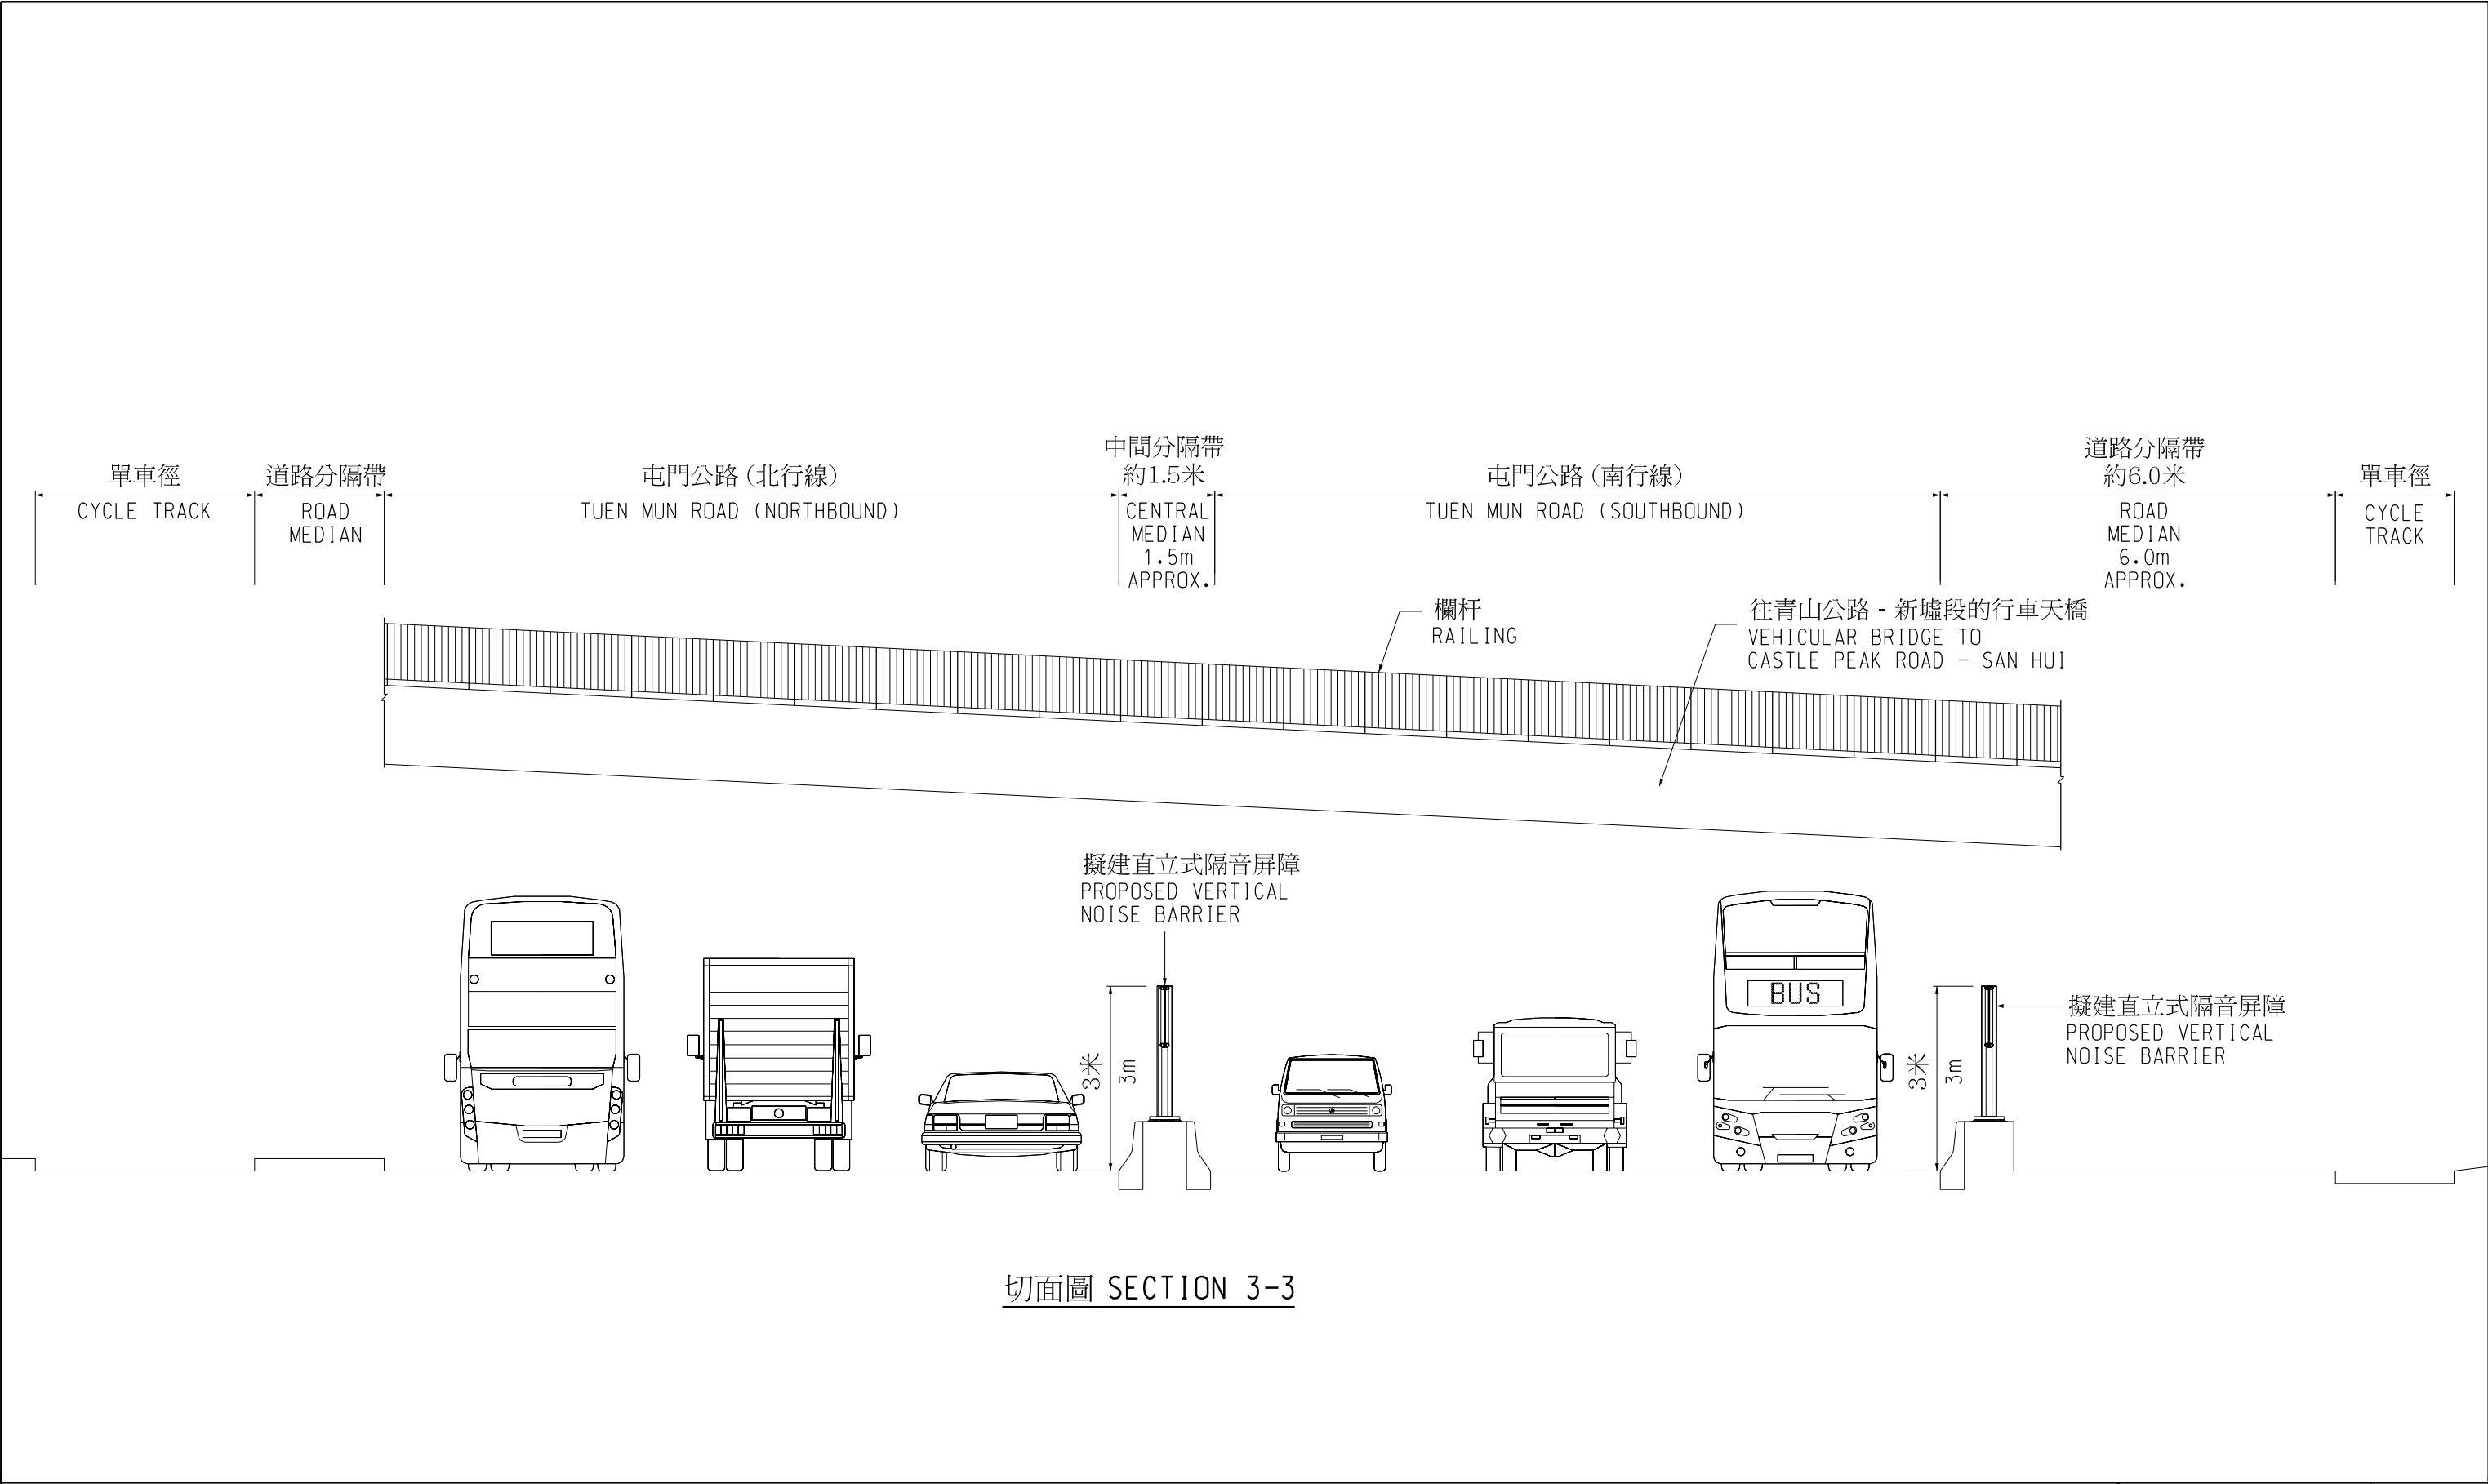 單車徑
CYCLE TRACK
道路分隔帶
ROAD
MEDIAN
屯門公路 (北行線)
TUEN MUN ROAD (NORTHBOUND)
中間分隔帶
約1.5米
CENTRAL
MEDIAN
1.5m
APPROX.
屯門公路 (南行線)
TUEN MUN ROAD (SOUTHBOUND)
道路分隔帶
約6.0米
ROAD
MEDIAN
6.0m
APPROX.
單車徑
CYCLE
TRACK
欄杆
RAILING
往青山公路 - 新墟段的行車天橋
VEHICULAR BRIDGE TO
CASTLE PEAK ROAD - SAN HUI
擬建直立式隔音屏障
PROPOSED VERTICAL
NOISE BARRIER
3米
3m
BUS
3米
3m
擬建直立式隔音屏障
PROPOSED VERTICAL
NOISE BARRIER
切面圖 SECTION 3-3